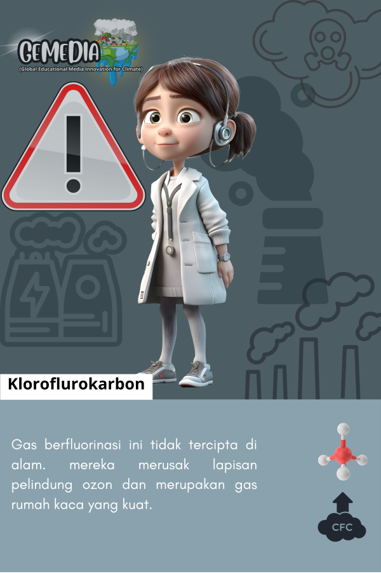 GEMEDIA
Global Educational Media Innovation for Climate
Kloroflurokarbon
Gas berfluorinasi ini tidak tercipta di
alam. mereka merusak lapisan
pelindung ozon dan merupakan gas
rumah kaca yang kuat.
CFC